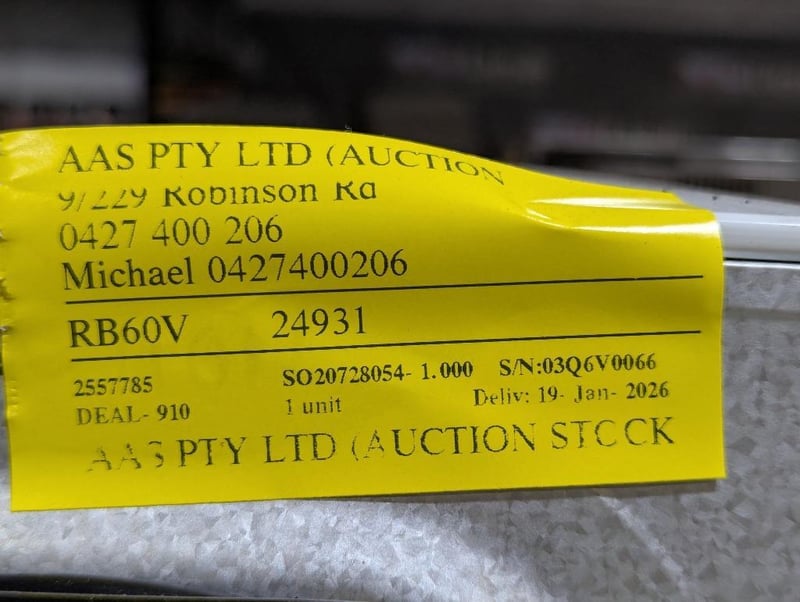 AAS PTY LTD (AUCTION
9/229 Robinson Rd
0427 400 206
Michael 0427400206
RB60V 24931
2557785 SO20728054- 1.000 S/N:03Q6V0066
DEAL- 910 1 unit Deliv: 19- Jan- 2026
AAS PTY LTD (AUCTION STOCK